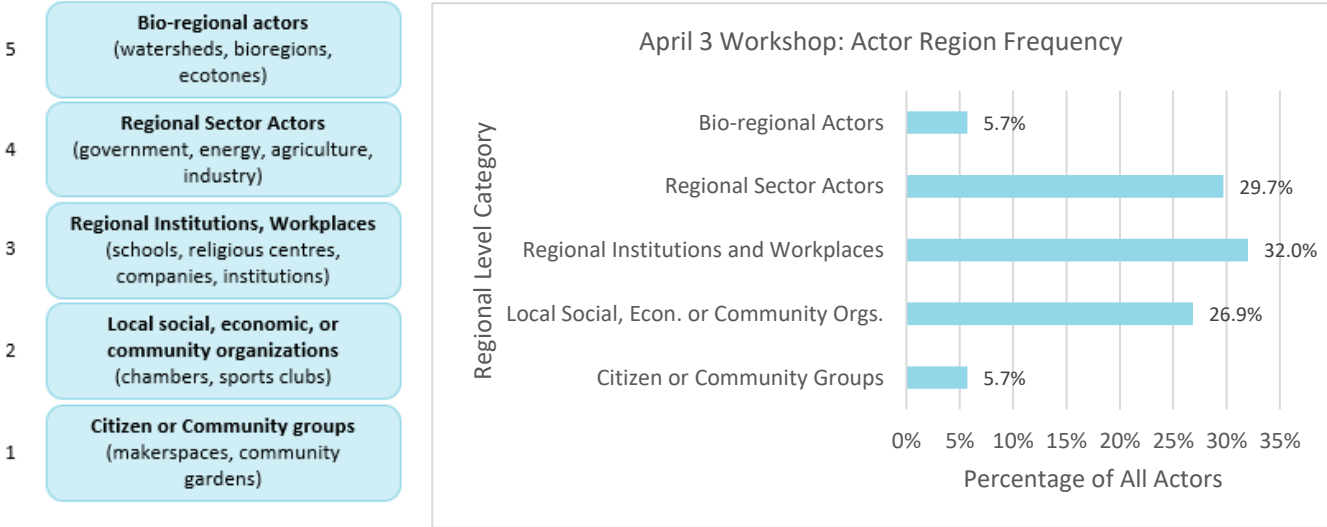 5
Bio-regional actors
(watersheds, bioregions,
ecotones)
4
Regional Sector Actors
(government, energy, agriculture,
industry)
3
Regional Institutions, Workplaces
(schools, religious centres,
companies, institutions)
2
Local social, economic, or
community organizations
(chambers, sports clubs)
1
Citizen or Community groups
(makerspaces, community
gardens)
April 3 Workshop: Actor Region Frequency
Regional Level Category
Bio-regional Actors 5.7%
Regional Sector Actors 29.7%
Regional Institutions and Workplaces 32.0%
Local Social, Econ. or Community Orgs. 26.9%
Citizen or Community Groups 5.7%
0% 5% 10% 15% 20% 25% 30% 35%
Percentage of All Actors